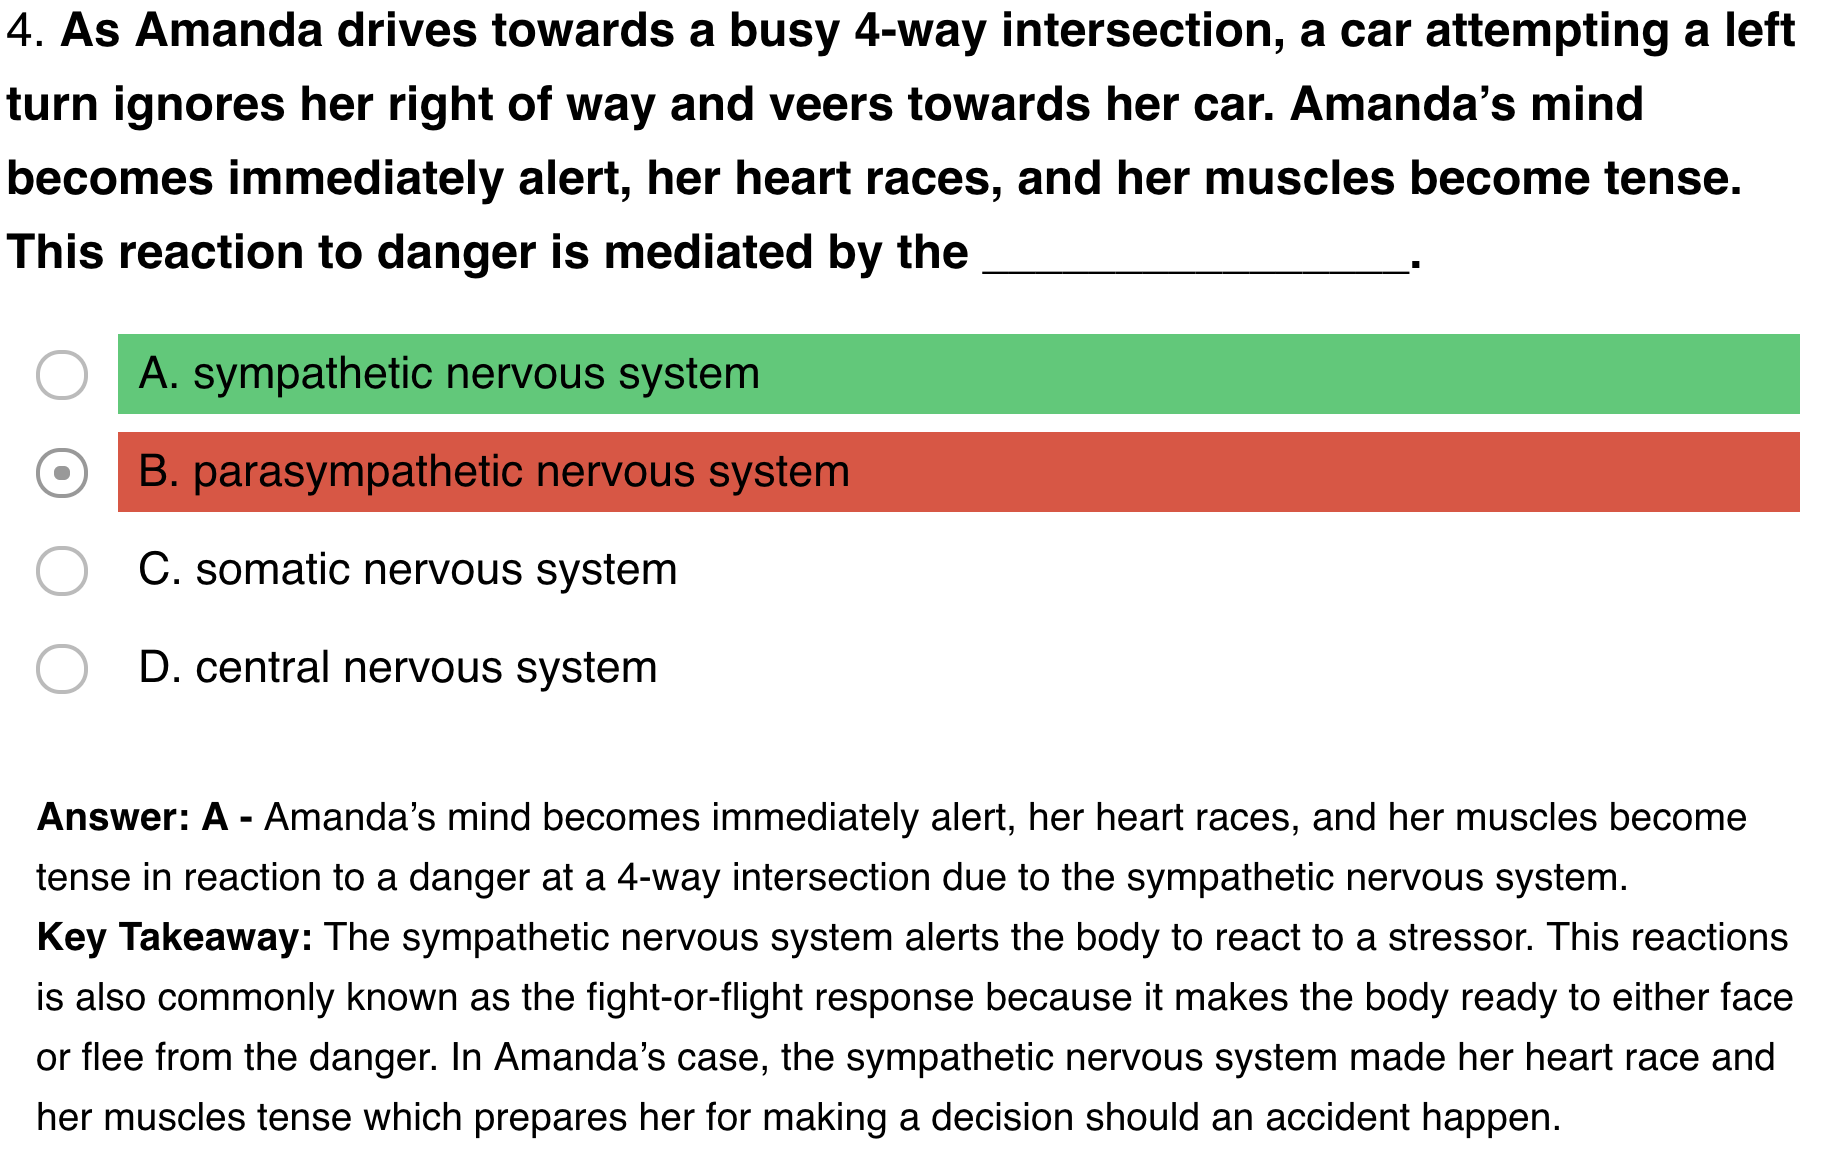 4. As Amanda drives towards a busy 4-way intersection, a car attempting a left
turn ignores her right of way and veers towards her car. Amanda’s mind
becomes immediately alert, her heart races, and her muscles become tense.
This reaction to danger is mediated by the ________________.
A. sympathetic nervous system
B. parasympathetic nervous system
C. somatic nervous system
D. central nervous system
Answer: A - Amanda’s mind becomes immediately alert, her heart races, and her muscles become
tense in reaction to a danger at a 4-way intersection due to the sympathetic nervous system.
Key Takeaway: The sympathetic nervous system alerts the body to react to a stressor. This reactions
is also commonly known as the fight-or-flight response because it makes the body ready to either face
or flee from the danger. In Amanda’s case, the sympathetic nervous system made her heart race and
her muscles tense which prepares her for making a decision should an accident happen.